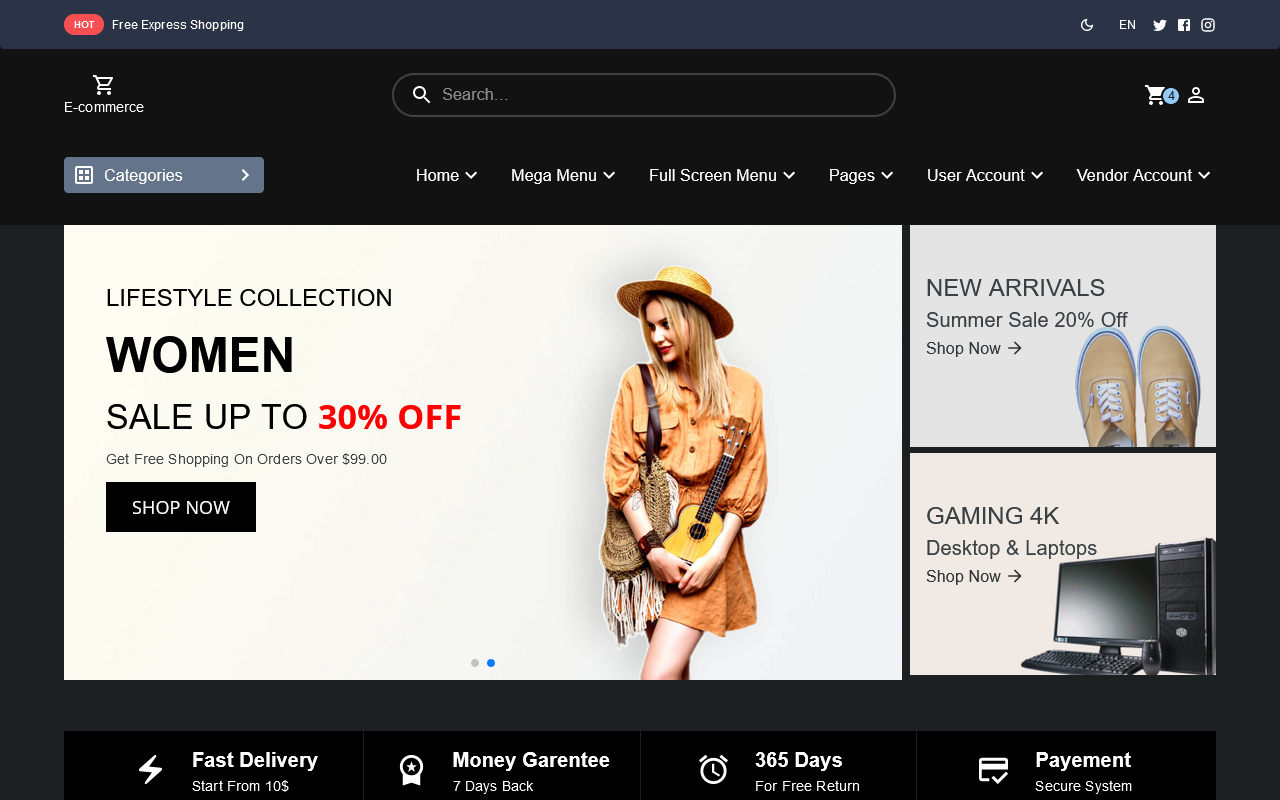 HOT Free Express Shopping EN
E-commerce
Search...
4
Categories
Home Mega Menu Full Screen Menu Pages User Account Vendor Account
LIFESTYLE COLLECTION
WOMEN
SALE UP TO 30% OFF
Get Free Shopping On Orders Over $99.00
SHOP NOW
NEW ARRIVALS
Summer Sale 20% Off
Shop Now
GAMING 4K
Desktop & Laptops
Shop Now
Fast Delivery
Start From 10$
Money Garentee
7 Days Back
365 Days
For Free Return
Payement
Secure System